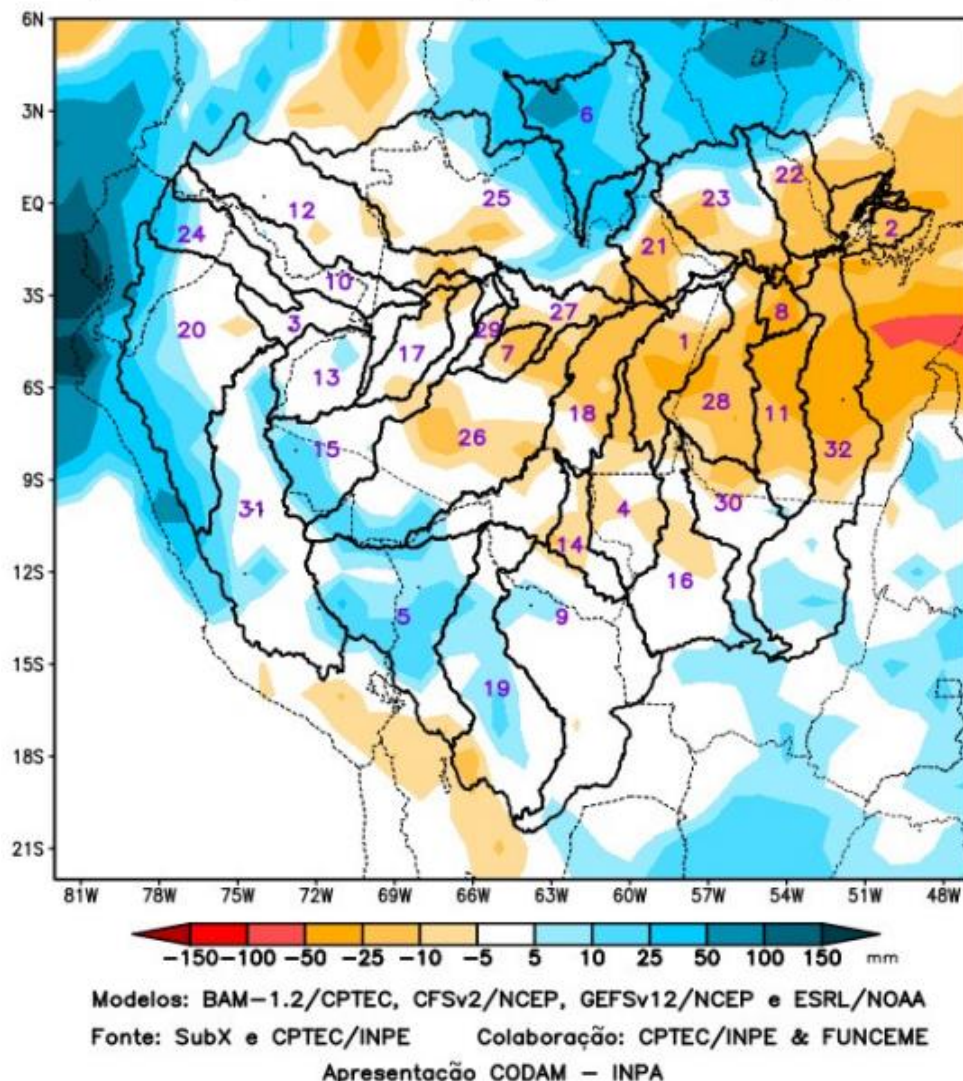 6N
6
3N
22
23
25
12
EQ
2
24
21
10
3S
27
8
3
20
29
1
17
7
13
6S
28
11
18
26
15
32
9S
30
31
4
14
12S
16
5
9
15S
19
18S
21S
81W 78W 75W 72W 69W 66W 63W 60W 57W 54W 51W 48W
-150 -100 -50 -25 -10 -5 5 10 25 50 100 150 mm
Modelos: BAM-1.2/CPTEC, CFSv2/NCEP, GEFSv12/NCEP e ESRL/NOAA
Fonte: SubX e CPTEC/INPE Colaboração: CPTEC/INPE & FUNCEME
Apresentação CODAM - INPA